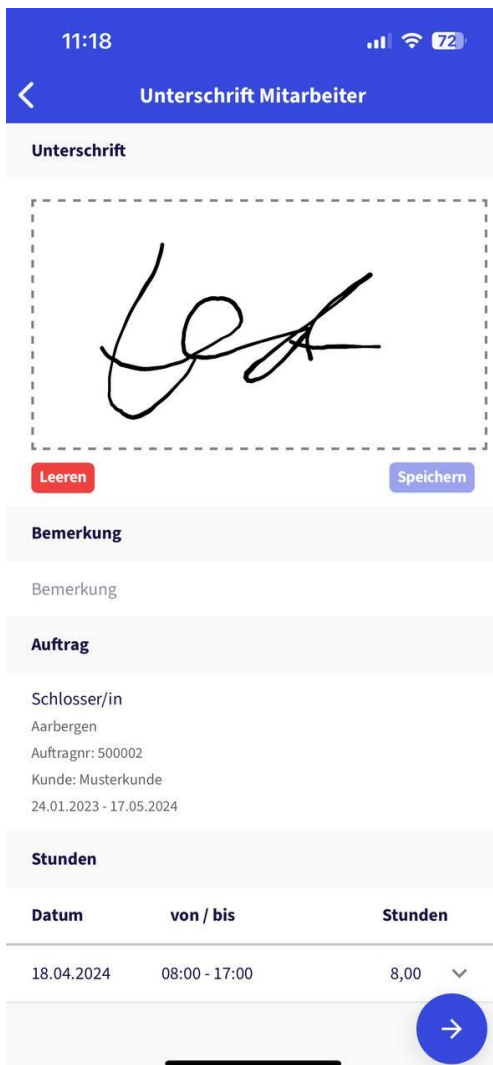 11:18
72
Unterschrift Mitarbeiter
Unterschrift
Leeren
Speichern
Bemerkung
Bemerkung
Auftrag
Schlosser/in
Aarbergen
Auftragnr: 500002
Kunde: Musterkunde
24.01.2023 - 17.05.2024
Stunden
Datum von / bis Stunden
18.04.2024 08:00 - 17:00 8,00